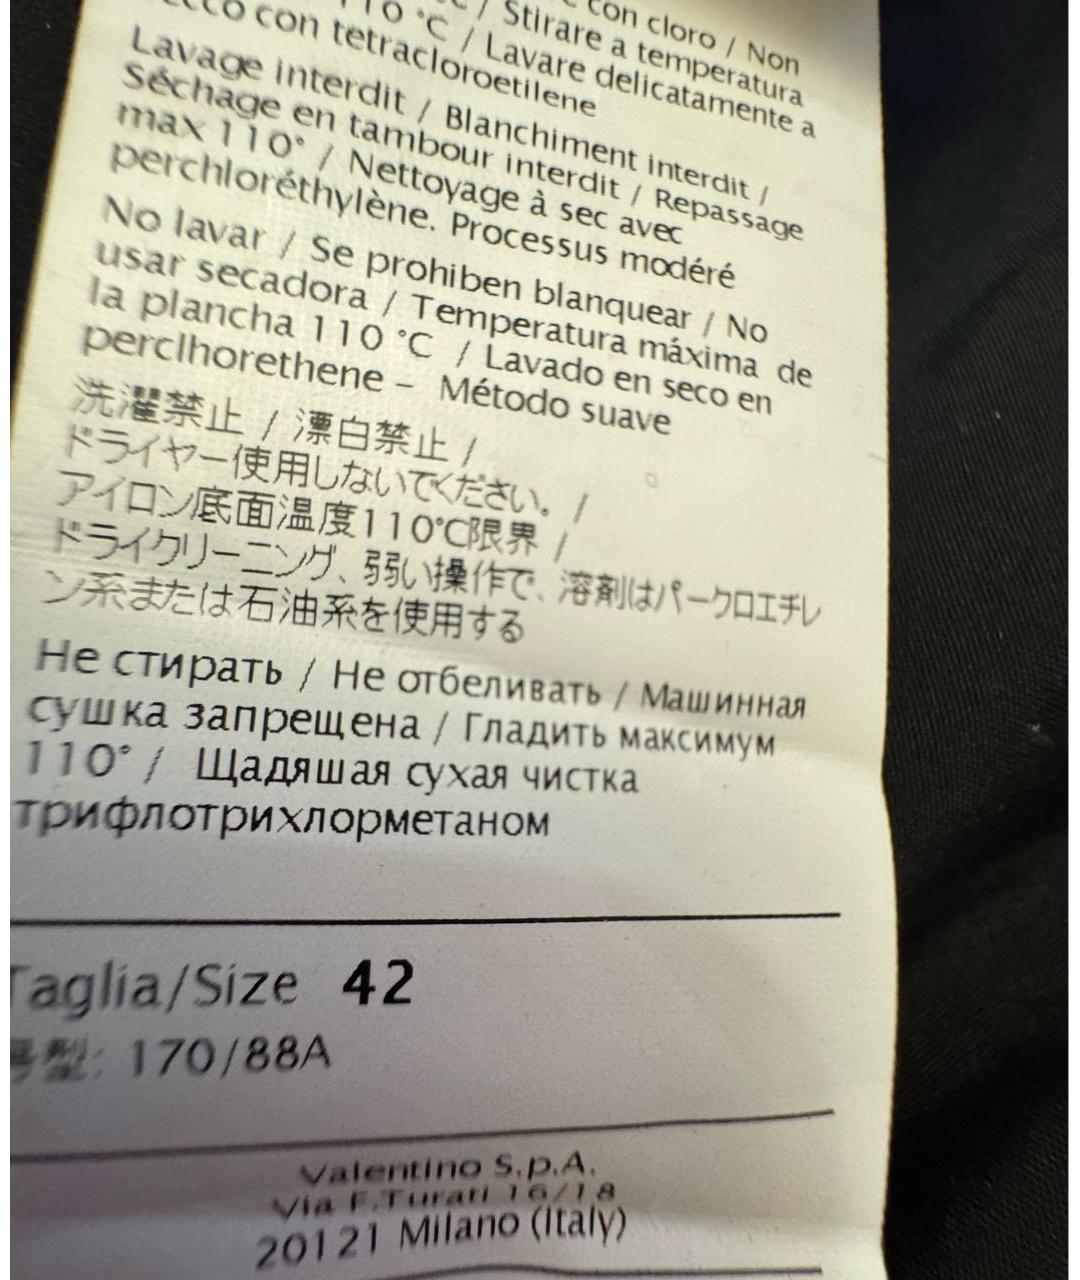 con cloro / Non
/ Stirare a temperatura
110 °C / Lavare delicatamente a
con tetracloroetilene
Lavage interdit / Blanchiment interdit /
Séchage en tambour interdit / Repassage
max 110° / Nettoyage à sec avec
perchloréthylène. Processus modéré
No lavar / Se prohiben blanquear / No
usar secadora / Temperatura máxima de
la plancha 110 °C / Lavado en seco en
perclhorethene – Método suave
洗濯禁止 / 漂白禁止 /
ドライヤー使用しないでください。 /
アイロン底面温度110℃限界 /
ドライクリーニング、弱い操作で、溶剤はパークロエチレ
ン系または石油系を使用する
Не стирать / Не отбеливать / Машинная
сушка запрещена / Гладить максимум
110° / Щадяшая сухая чистка
трифлотрихлорметаном
Taglia/Size 42
号型: 170/88A
Valentino S.p.A.
Via F.Turati 16/18
20121 Milano (Italy)